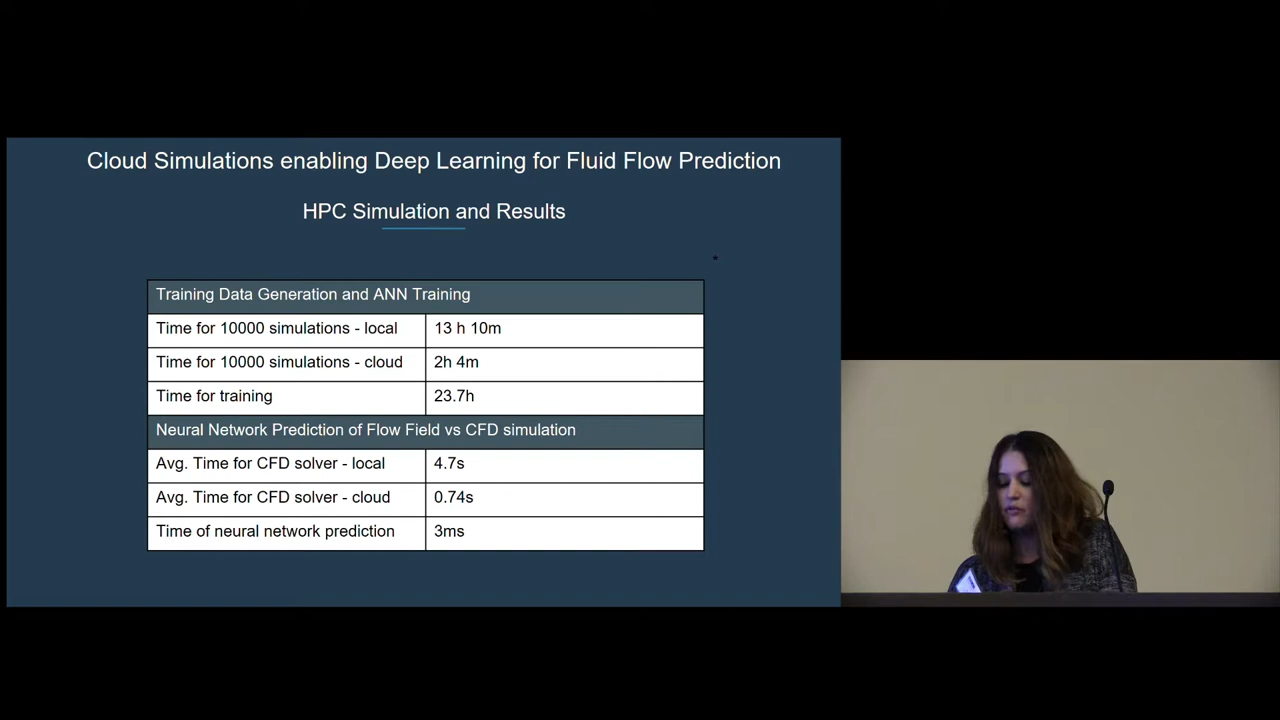 Cloud Simulations enabling Deep Learning for Fluid Flow Prediction
HPC Simulation and Results
*
Training Data Generation and ANN Training
Time for 10000 simulations - local 13 h 10m
Time for 10000 simulations - cloud 2h 4m
Time for training 23.7h
Neural Network Prediction of Flow Field vs CFD simulation
Avg. Time for CFD solver - local 4.7s
Avg. Time for CFD solver - cloud 0.74s
Time of neural network prediction 3ms